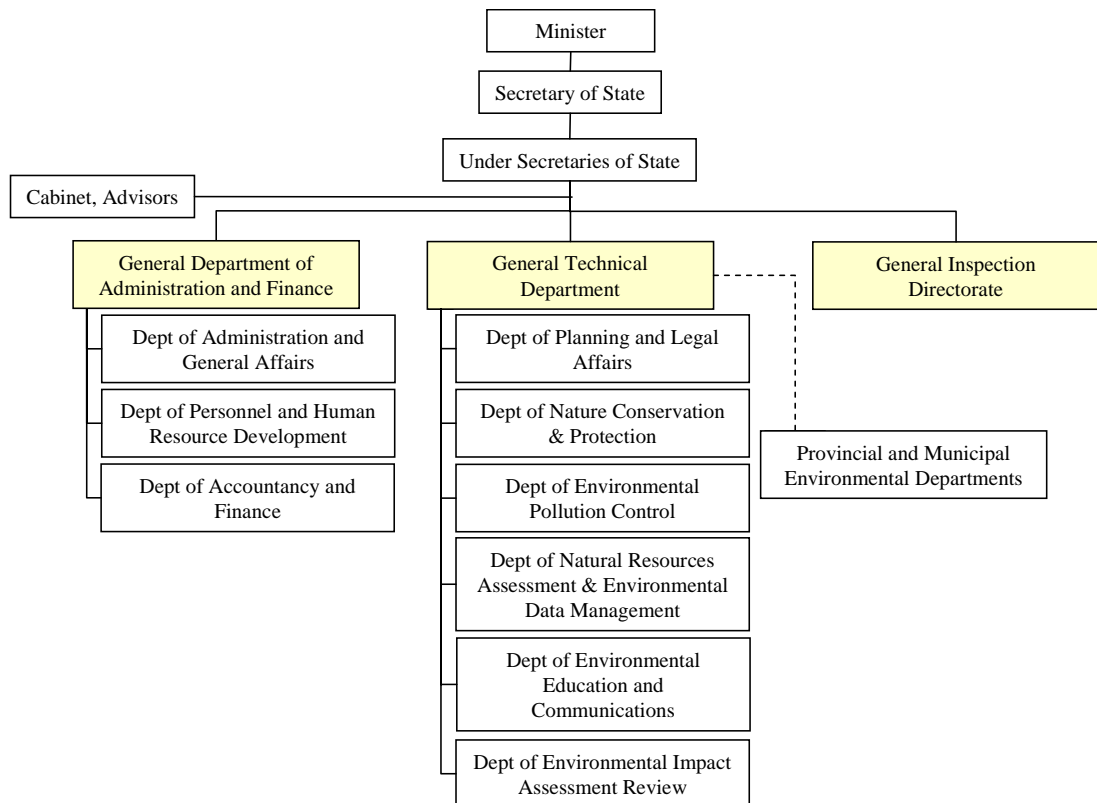 Minister
Secretary of State
Under Secretaries of State
Cabinet, Advisors
General Department of
Administration and Finance
General Technical
Department
General Inspection
Directorate
Dept of Administration and
General Affairs
Dept of Personnel and Human
Resource Development
Dept of Accountancy and
Finance
Dept of Planning and Legal
Affairs
Dept of Nature Conservation
& Protection
Dept of Environmental
Pollution Control
Dept of Natural Resources
Assessment & Environmental
Data Management
Dept of Environmental
Education and
Communications
Dept of Environmental Impact
Assessment Review
Provincial and Municipal
Environmental Departments